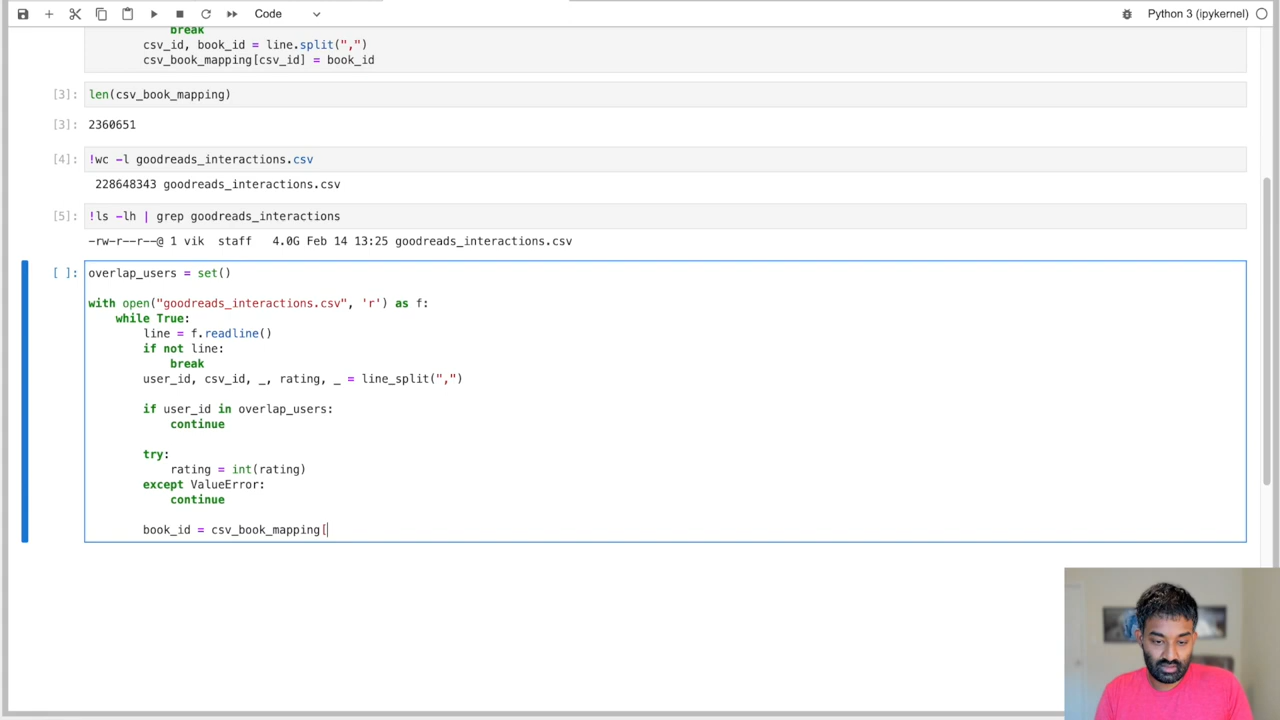 Code
Python 3 (ipykernel)
break
csv_id, book_id = line.split(",")
csv_book_mapping[csv_id] = book_id
[3]: len(csv_book_mapping)
[3]: 2360651
[4]: !wc -l goodreads_interactions.csv
228648343 goodreads_interactions.csv
[5]: !ls -lh | grep goodreads_interactions
-rw-r--r--@ 1 vik  staff   4.0G Feb 14 13:25 goodreads_interactions.csv
[ ]: overlap_users = set()
with open("goodreads_interactions.csv", 'r') as f:
while True:
line = f.readline()
if not line:
break
user_id, csv_id, _, rating, _ = line_split(",")
if user_id in overlap_users:
continue
try:
rating = int(rating)
except ValueError:
continue
book_id = csv_book_mapping[